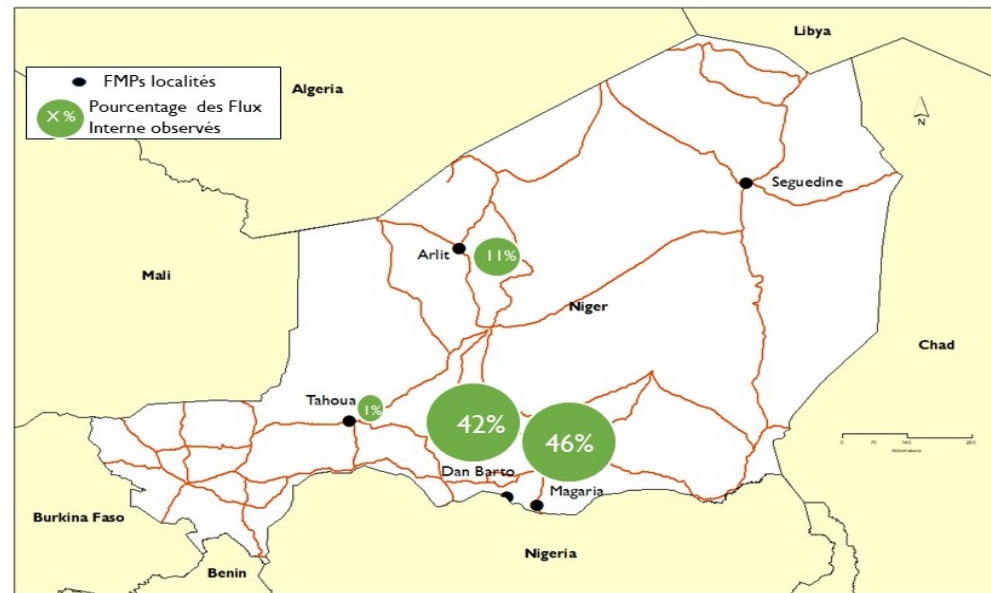 Libya
FMPs localités
X %
Pourcentage des Flux
Interne observés
Algeria
N
Seguedine
Arlit
11%
Mali
Niger
Chad
Tahoua
1%
42%
46%
Dan Barto
Magaria
Burkina Faso
Nigeria
Benin